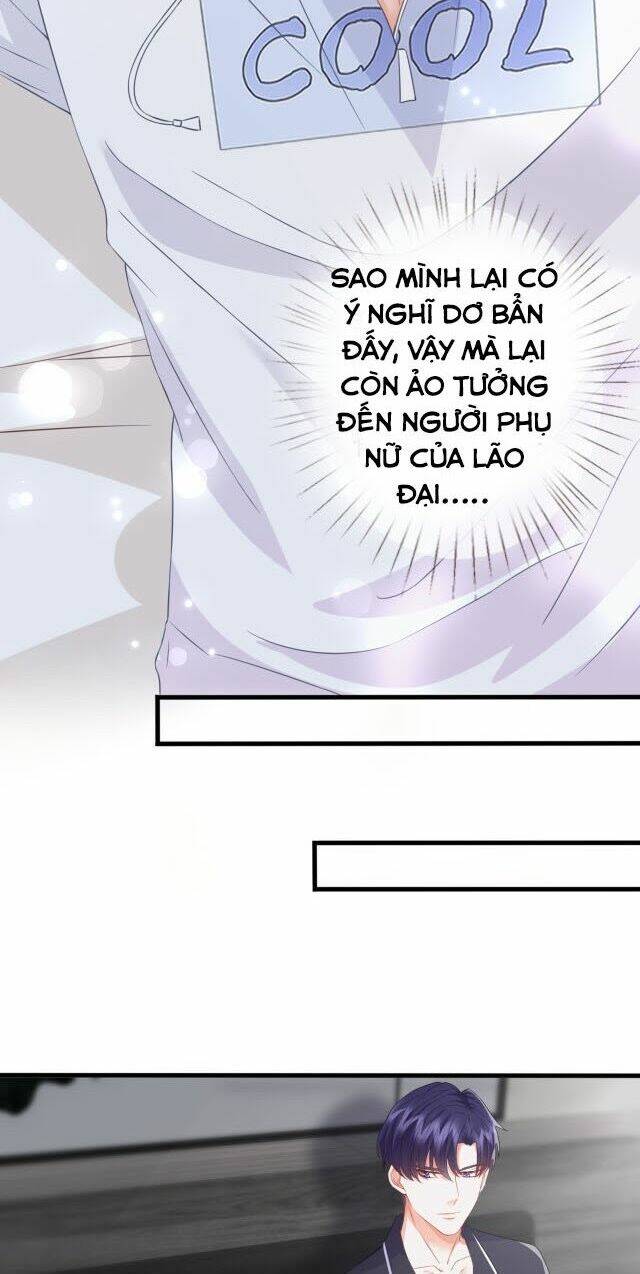 COOL
SAO MÌNH LẠI CÓ
Ý NGHĨ DƠ BẨN
ĐẤY, VẬY MÀ LẠI
CÒN ẢO TƯỞNG
ĐẾN NGƯỜI PHỤ
NỮ CỦA LÃO
ĐẠI.....